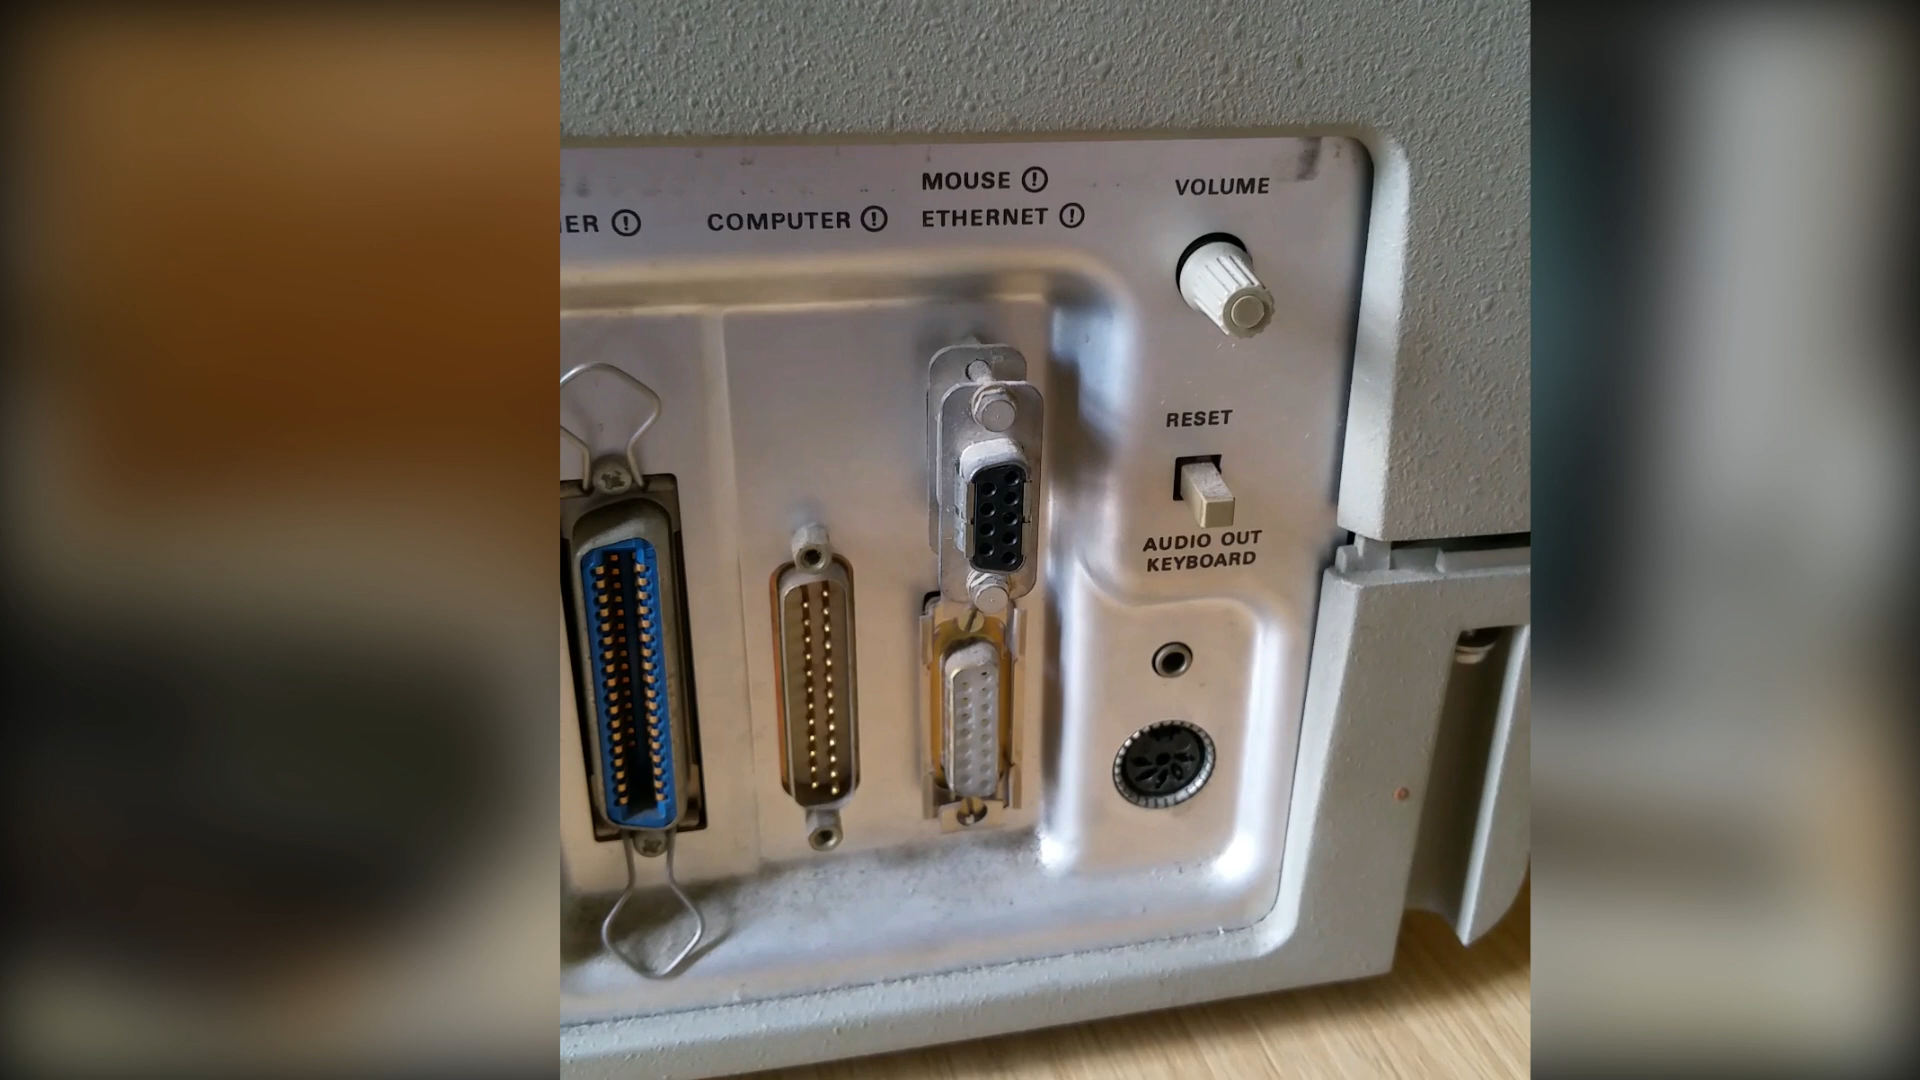 MOUSE
VOLUME
COMPUTER
ETHERNET
RESET
AUDIO OUT
KEYBOARD